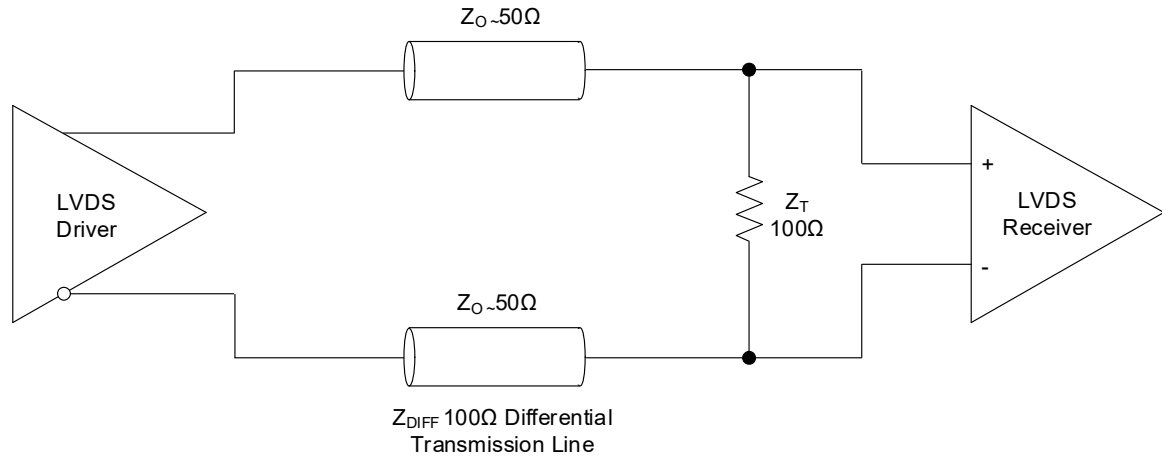 Z_O ~50Ω
LVDS
Driver
+
Z_T
100Ω
LVDS
Receiver
-
Z_O ~50Ω
Z_DIFF 100Ω Differential
Transmission Line